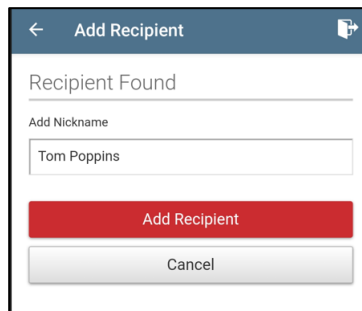 Add Recipient
Recipient Found
Add Nickname
Tom Poppins
Add Recipient
Cancel